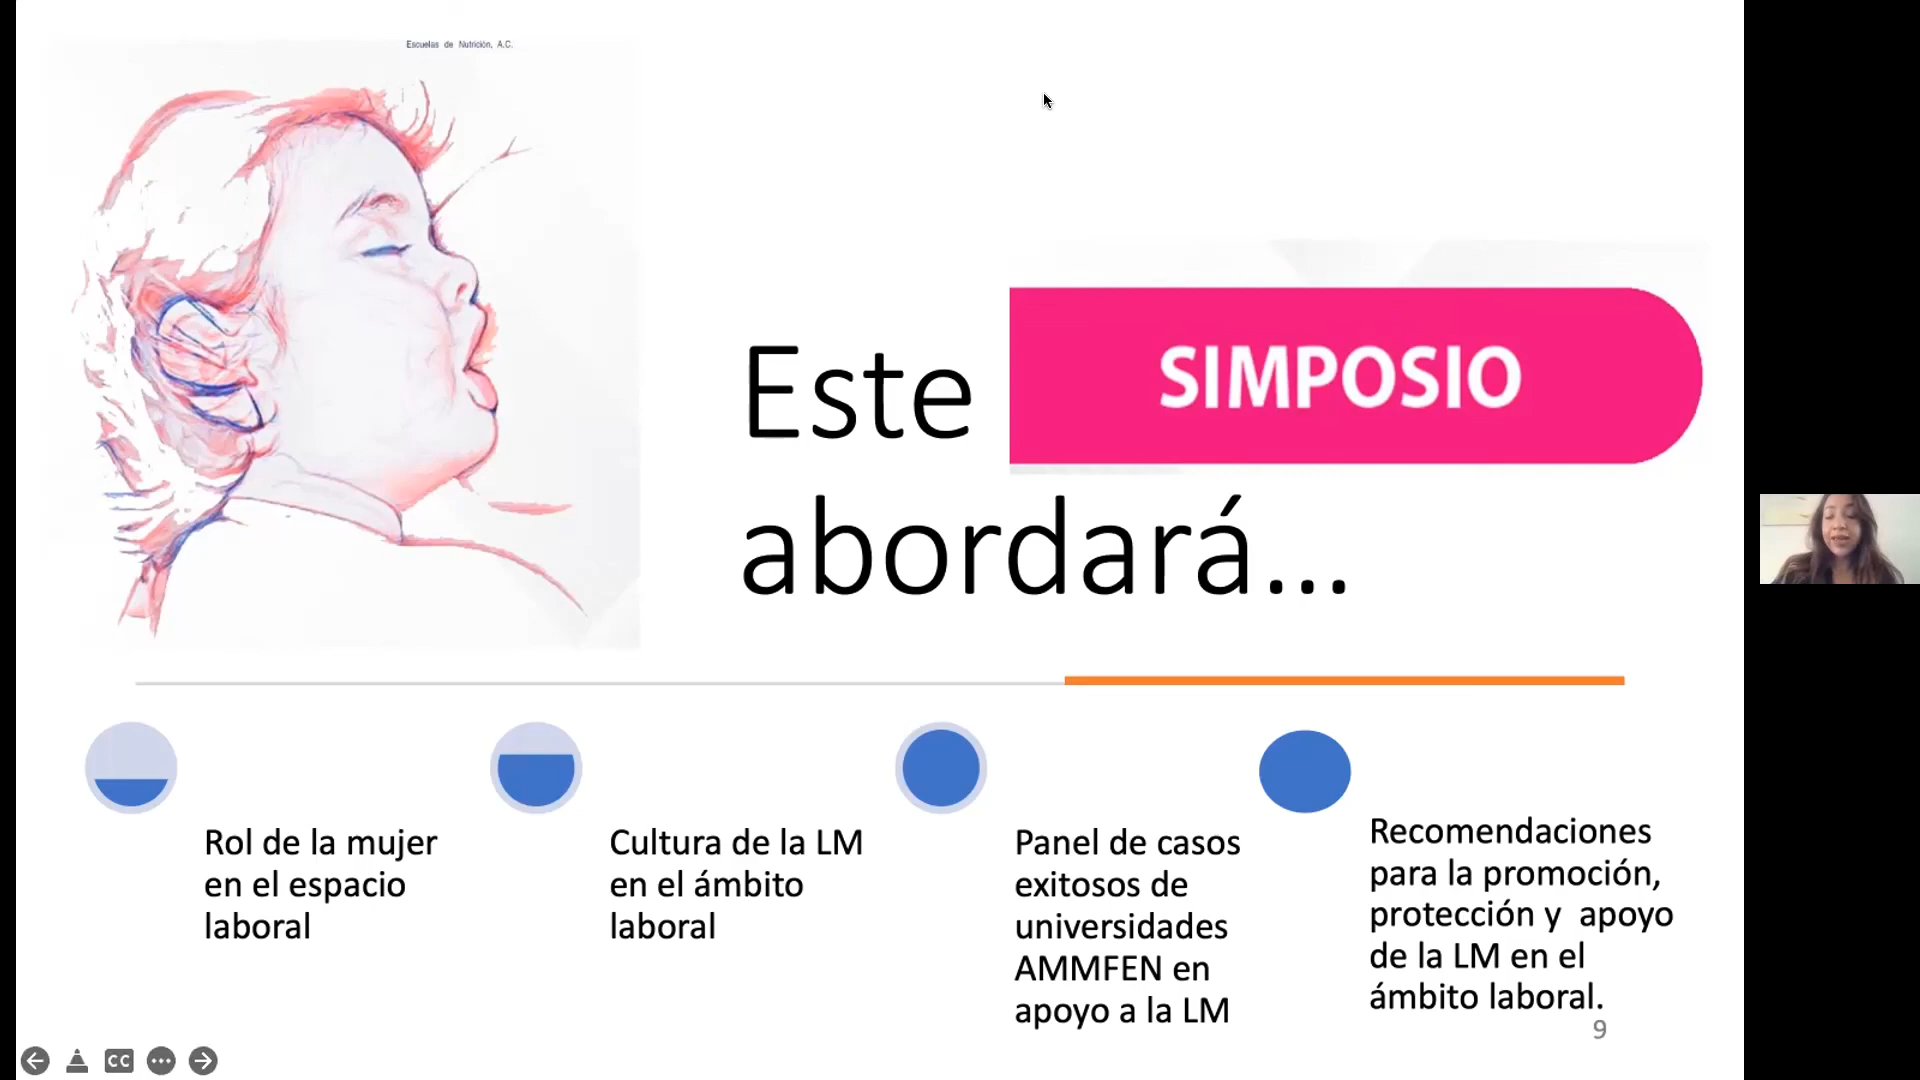 Escuelas de Nutrición, A.C.
Este
SIMPOSIO
abordará...
Rol de la mujer
en el espacio
laboral
Cultura de la LM
en el ámbito
laboral
Panel de casos
exitosos de
universidades
AMMFEN en
apoyo a la LM
Recomendaciones
para la promoción,
protección y apoyo
de la LM en el
ámbito laboral.
9
CC